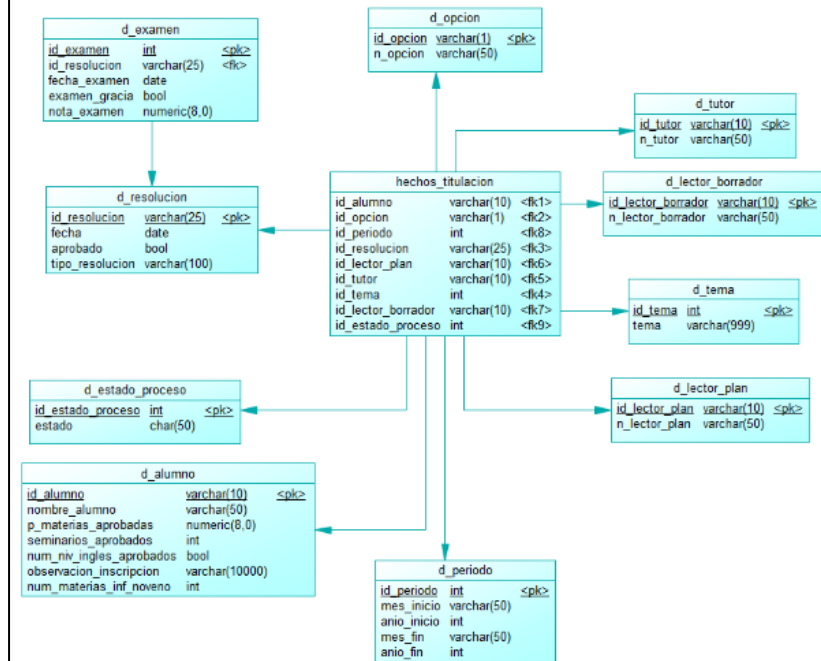 d_examen
id_examen int <pk>
id_resolucion varchar(25) <fk>
fecha_examen date
examen_gracia bool
nota_examen numeric(8,0)
d_opcion
id_opcion varchar(1) <pk>
n_opcion varchar(50)
d_tutor
id_tutor varchar(10) <pk>
n_tutor varchar(50)
d_resolucion
id_resolucion varchar(25) <pk>
fecha date
aprobado bool
tipo_resolucion varchar(100)
hechos_titulacion
id_alumno varchar(10) <fk1>
id_opcion varchar(1) <fk2>
id_periodo int <fk8>
id_resolucion varchar(25) <fk3>
id_lector_plan varchar(10) <fk6>
id_tutor varchar(10) <fk5>
id_tema int <fk4>
id_lector_borrador varchar(10) <fk7>
id_estado_proceso int <fk9>
d_lector_borrador
id_lector_borrador varchar(10) <pk>
n_lector_borrador varchar(50)
d_tema
id_tema int <pk>
tema varchar(999)
d_estado_proceso
id_estado_proceso int <pk>
estado char(50)
d_lector_plan
id_lector_plan varchar(10) <pk>
n_lector_plan varchar(50)
d_alumno
id_alumno varchar(10) <pk>
nombre_alumno varchar(50)
p_materias_aprobadas numeric(8,0)
seminarios_aprobados int
num_niv_ingles_aprobados bool
observacion_inscripcion varchar(10000)
num_materias_inf_noveno int
d_periodo
id_periodo int <pk>
mes_inicio varchar(50)
anio_inicio int
mes_fin varchar(50)
anio_fin int